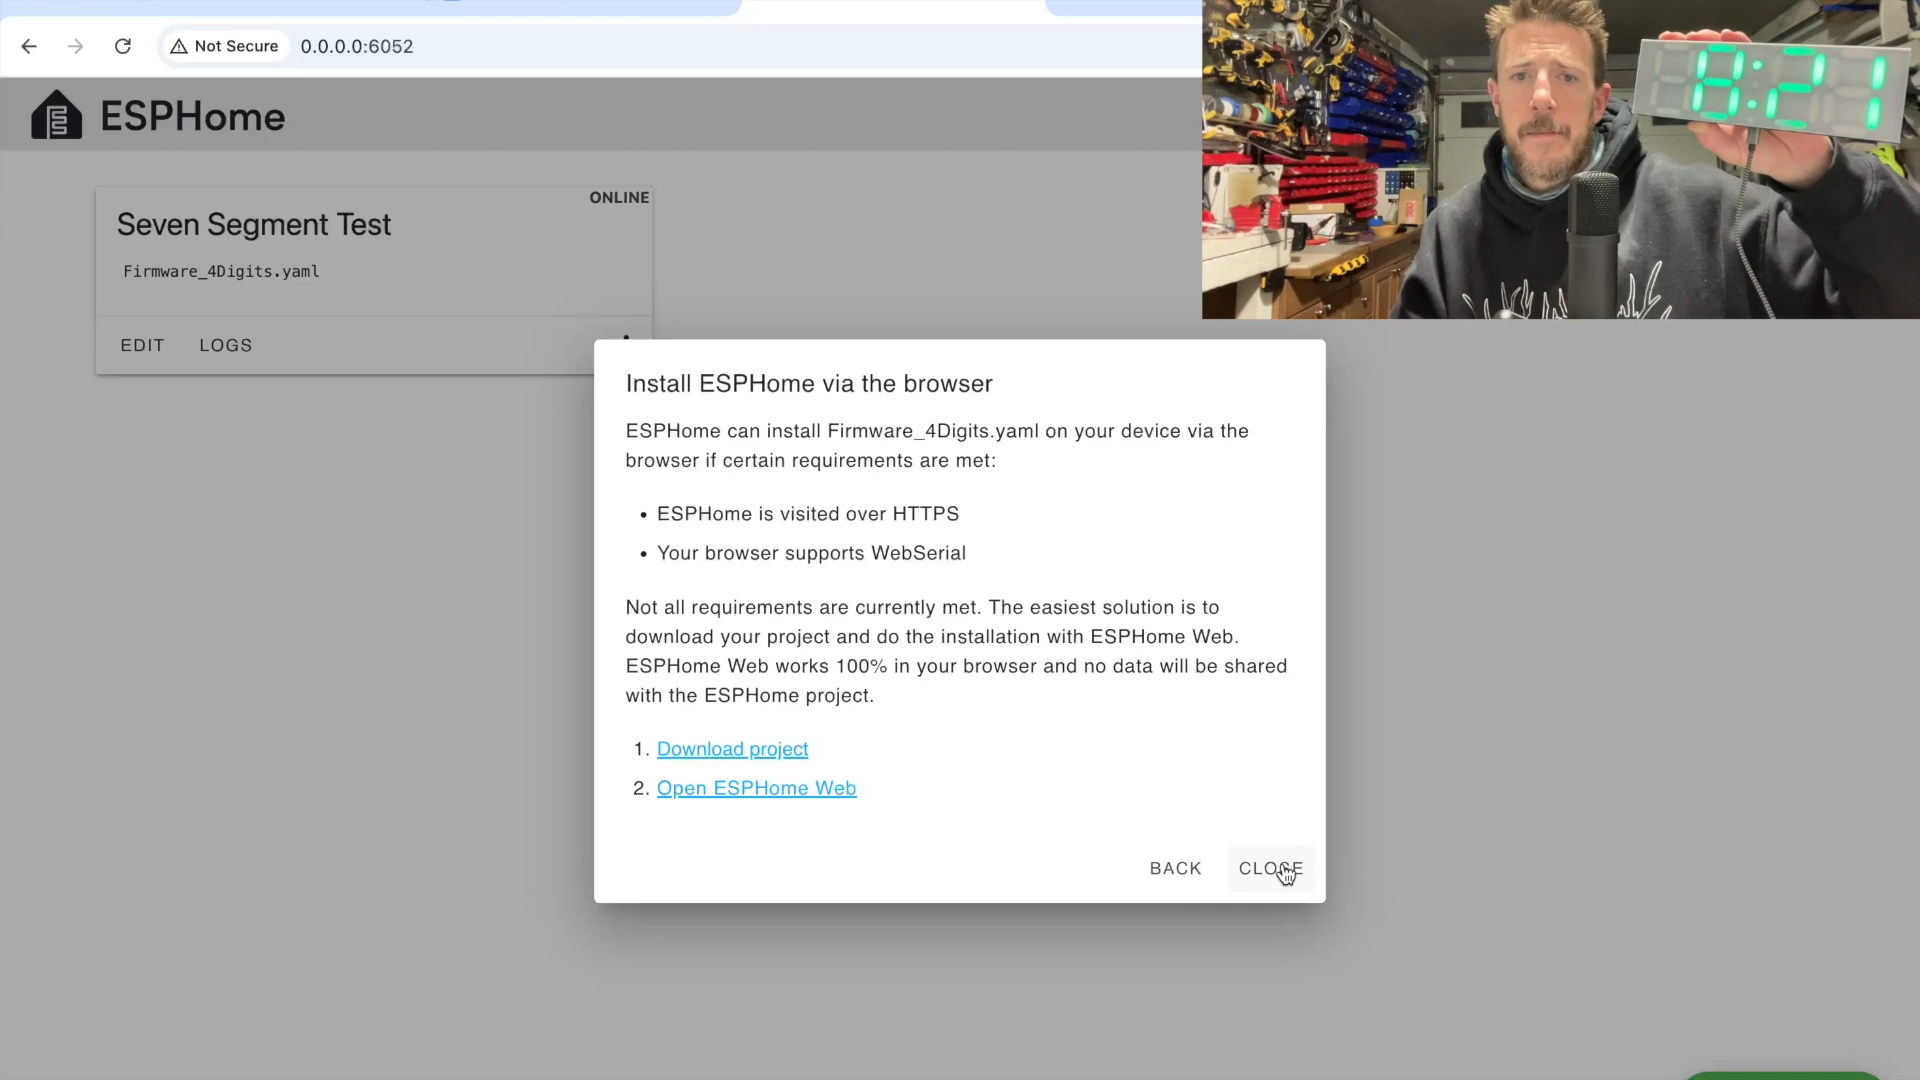 Not Secure
0.0.0.0:6052
ESPHome
ONLINE
Seven Segment Test
Firmware_4Digits.yaml
EDIT
LOGS
8:21
Install ESPHome via the browser
ESPHome can install Firmware_4Digits.yaml on your device via the
browser if certain requirements are met:
• ESPHome is visited over HTTPS
• Your browser supports WebSerial
Not all requirements are currently met. The easiest solution is to
download your project and do the installation with ESPHome Web.
ESPHome Web works 100% in your browser and no data will be shared
with the ESPHome project.
1. Download project
2. Open ESPHome Web
BACK
CLOSE